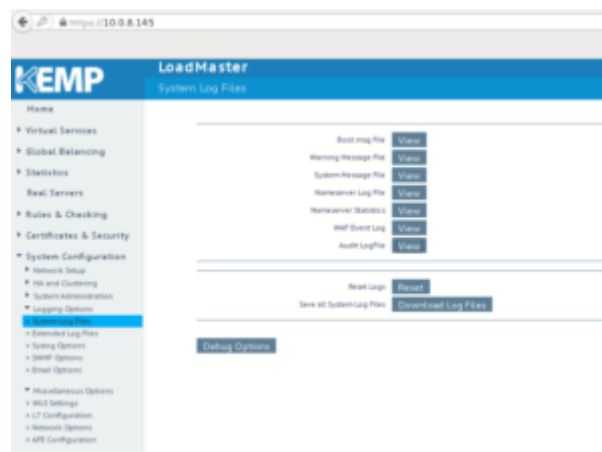 https://10.0.8.145
KEMP
LoadMaster
System Log Files
Home
Virtual Services
Global Balancing
Statistics
Real Servers
Rules & Checking
Certificates & Security
System Configuration
Network Setup
HA and Clustering
System Administration
Logging Options
System Log Files
Extended Log Files
Syslog Options
SNMP Options
Email Options
Miscellaneous Options
WUI Settings
L7 Configuration
Network Options
AFE Configuration
Boot.msg File View
Warning Message File View
System Message File View
Nameserver Log File View
Nameserver Statistics View
WAF Event Log View
Audit LogFile View
Reset Logs Reset
Save all System Log Files Download Log Files
Debug Options